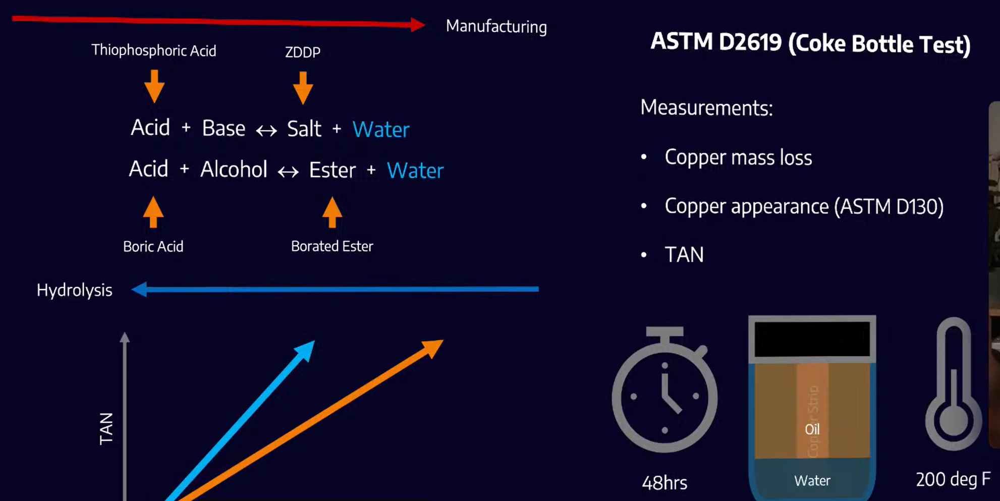 Manufacturing
Thiophosphoric Acid
ZDDP
Acid + Base ↔ Salt + Water
Acid + Alcohol ↔ Ester + Water
Boric Acid
Borated Ester
Hydrolysis
TAN
ASTM D2619 (Coke Bottle Test)
Measurements:
• Copper mass loss
• Copper appearance (ASTM D130)
• TAN
48hrs
Copper Strip
Oil
Water
200 deg F